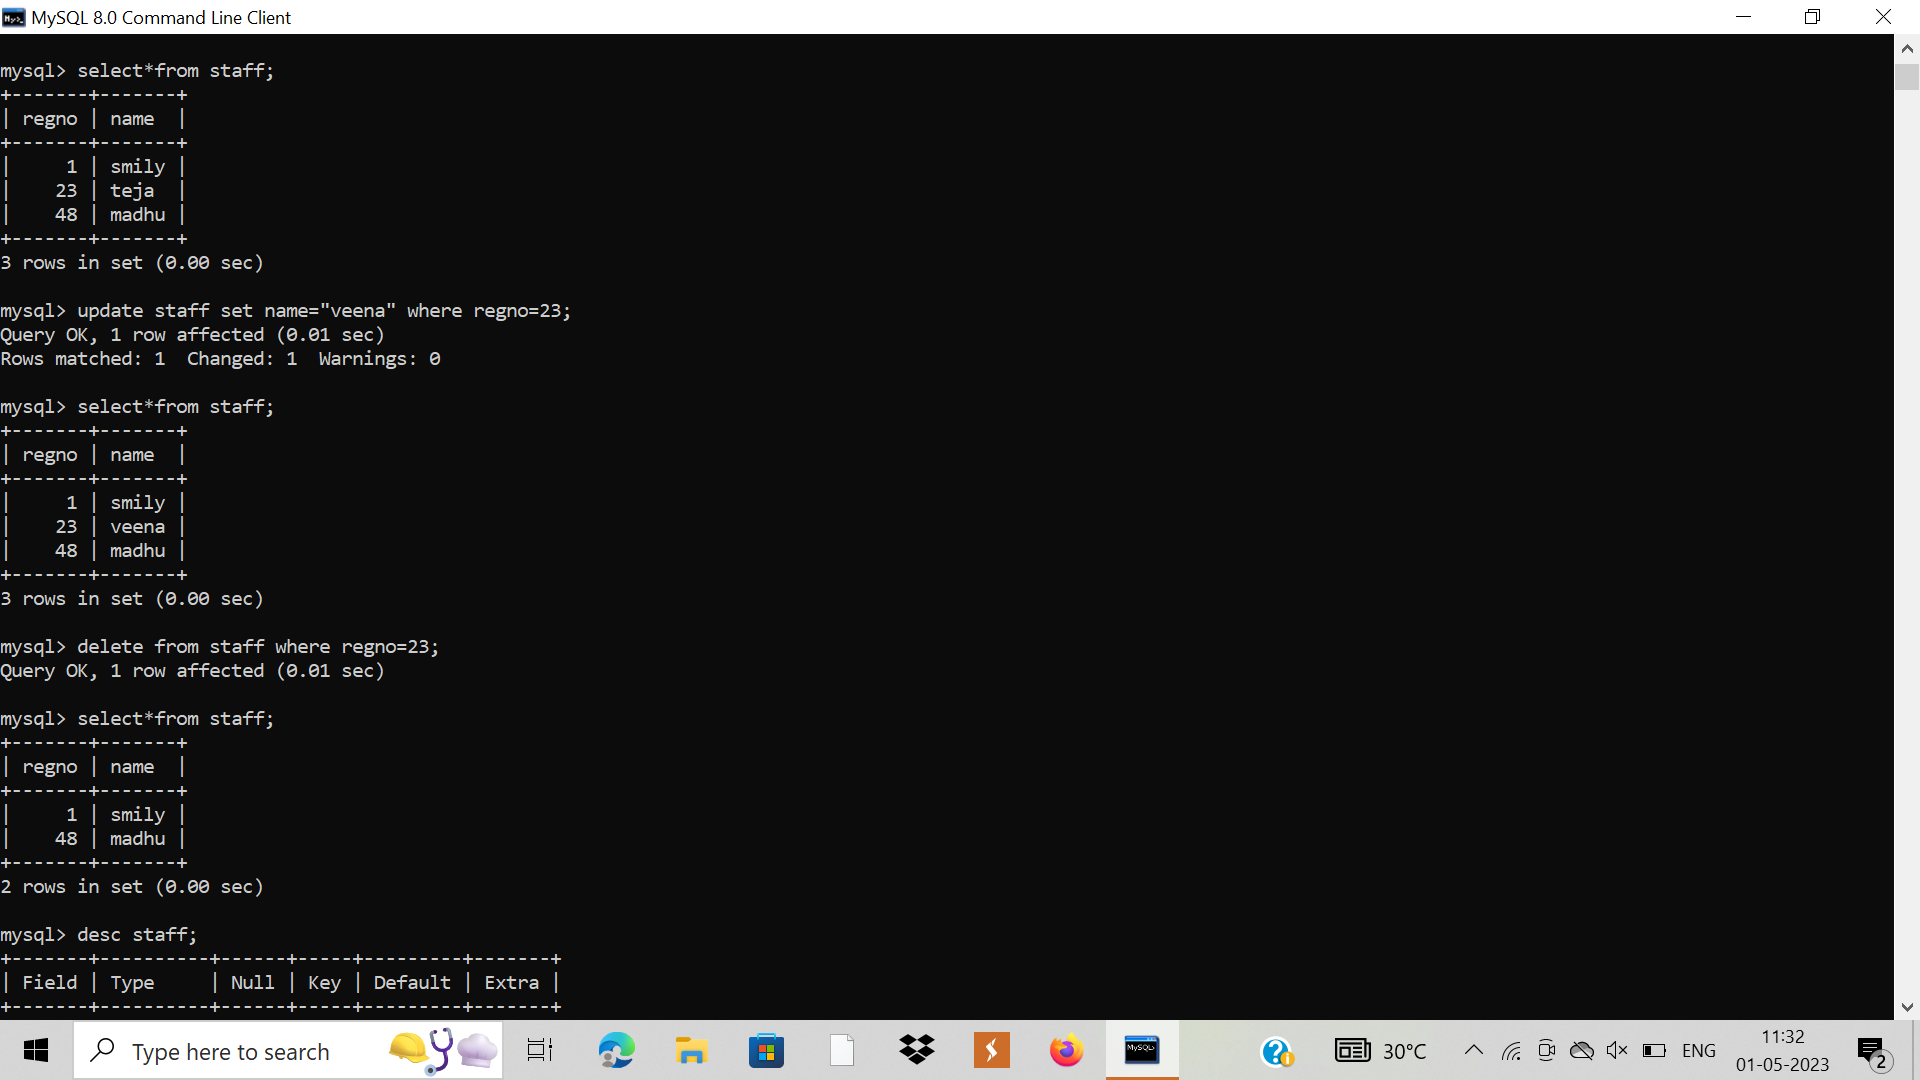 MySQL 8.0 Command Line Client
mysql> select*from staff;
+-------+-------+
| regno | name  |
+-------+-------+
|     1 | smily |
|    23 | teja  |
|    48 | madhu |
+-------+-------+
3 rows in set (0.00 sec)
mysql> update staff set name="veena" where regno=23;
Query OK, 1 row affected (0.01 sec)
Rows matched: 1  Changed: 1  Warnings: 0
mysql> select*from staff;
+-------+-------+
| regno | name  |
+-------+-------+
|     1 | smily |
|    23 | veena |
|    48 | madhu |
+-------+-------+
3 rows in set (0.00 sec)
mysql> delete from staff where regno=23;
Query OK, 1 row affected (0.01 sec)
mysql> select*from staff;
+-------+-------+
| regno | name  |
+-------+-------+
|     1 | smily |
|    48 | madhu |
+-------+-------+
2 rows in set (0.00 sec)
mysql> desc staff;
+-------+----------+------+-----+---------+-------+
| Field | Type     | Null | Key | Default | Extra |
+-------+----------+------+-----+---------+-------+
Type here to search
MySQL>
30°C
ENG
11:32
01-05-2023
2